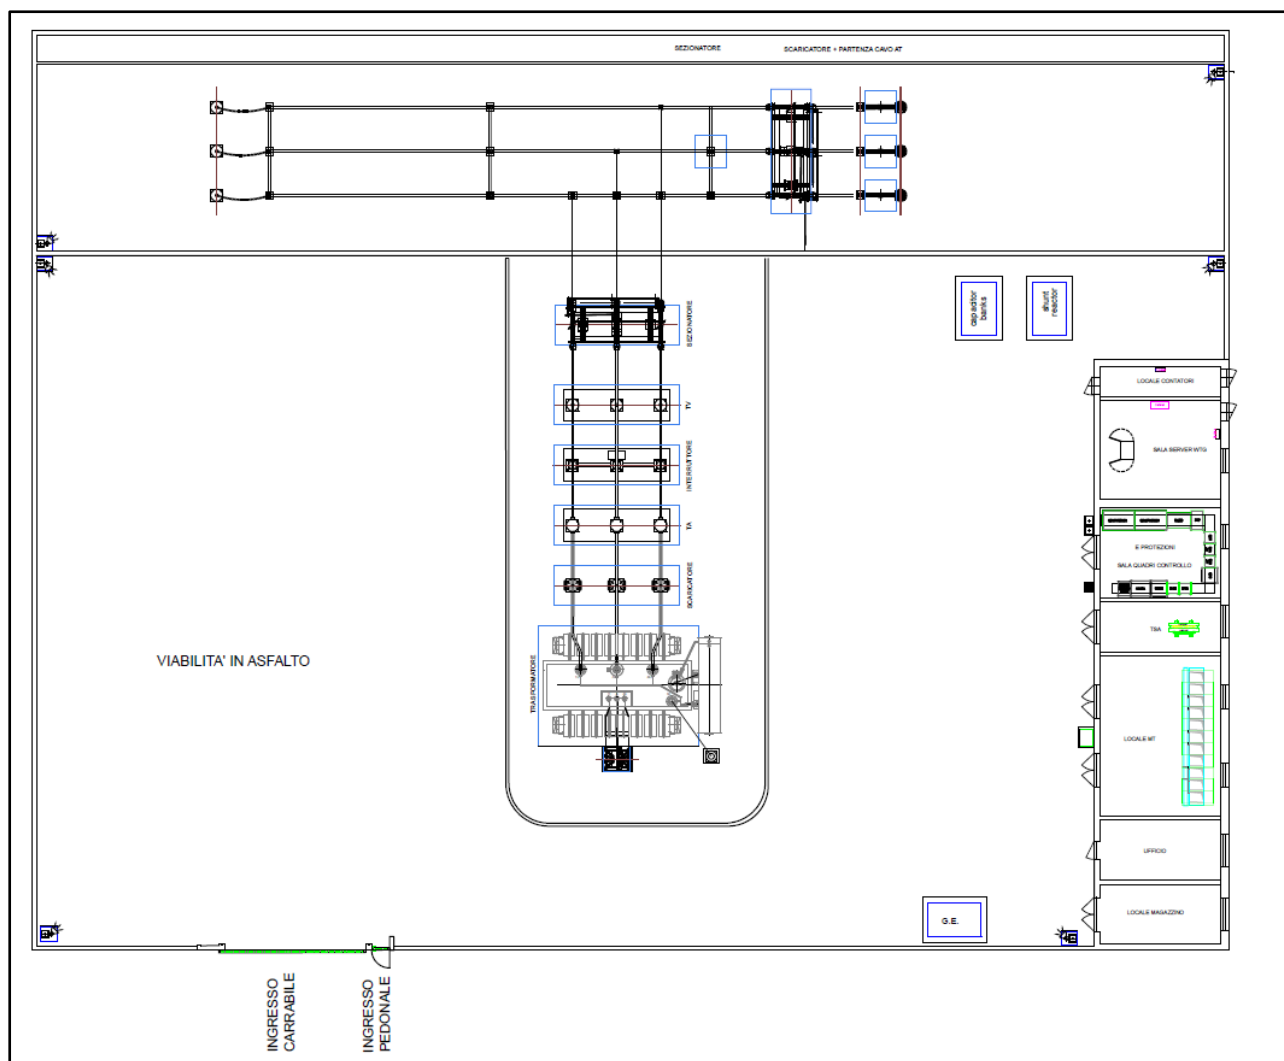 SEZIONATORE
SCARICATORE + PARTENZA CAVO AT
capacitor
banks
shunt
reactor
SEZIONATORE
TV
INTERRUTTORE
TA
SCARICATORE
TRASFORMATORE
LOCALE CONTATORI
SALA SERVER WTG
E PROTEZIONI
SALA QUADRI CONTROLLO
TSA
LOCALE MT
UFFICIO
LOCALE MAGAZZINO
G.E.
VIABILITA' IN ASFALTO
INGRESSO
CARRABILE
INGRESSO
PEDONALE